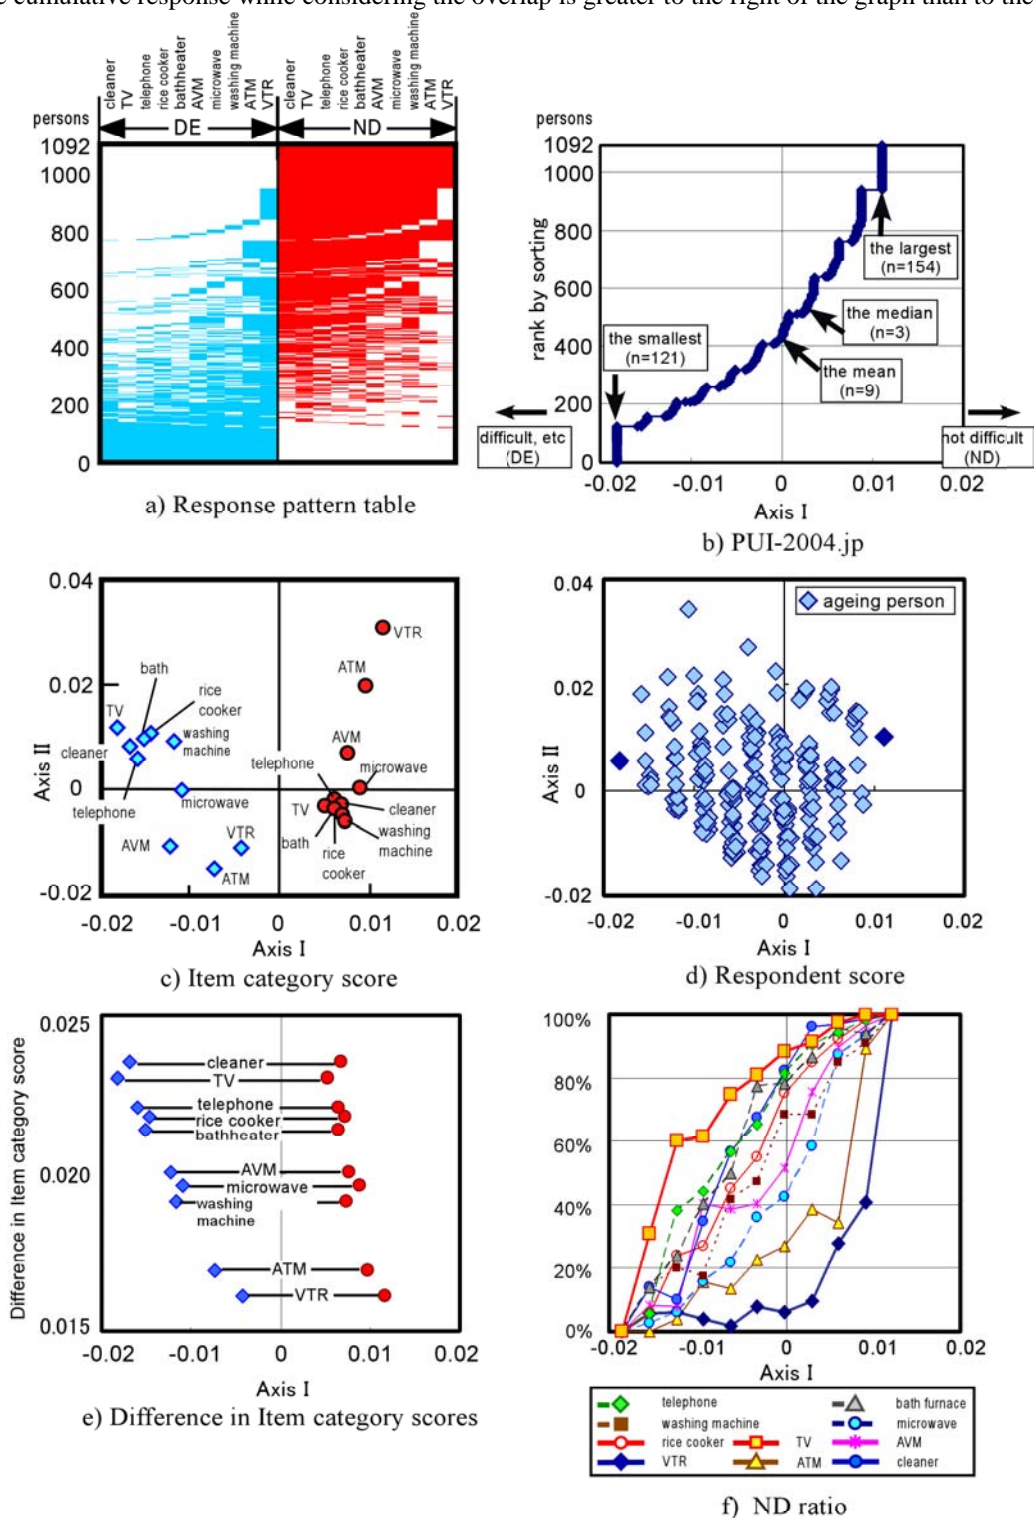 e cumulative response while considering the overlap is greater to the right of the graph than to the
cleaner
TV
telephone
rice cooker
bathheater
AVM
microwave
washing machine
ATM
VTR
cleaner
TV
telephone
rice cooker
bathheater
AVM
microwave
washing machine
ATM
VTR
persons
DE
ND
1092
1000
800
600
400
200
0
a) Response pattern table
persons
1092
1000
800
600
400
200
0
rank by sorting
the largest
(n=154)
the median
(n=3)
the smallest
(n=121)
the mean
(n=9)
difficult, etc
(DE)
not difficult
(ND)
-0.02
-0.01
0
0.01
0.02
Axis I
b) PUI-2004.jp
0.04
0.02
0
-0.02
Axis II
VTR
ATM
bath
rice
cooker
TV
washing
machine
cleaner
AVM
telephone
microwave
telephone
microwave
TV
cleaner
washing
machine
bath
rice
cooker
AVM
VTR
ATM
-0.02
-0.01
0
0.01
0.02
Axis I
c) Item category score
0.04
0.02
0
-0.02
Axis II
ageing person
-0.02
-0.01
0
0.01
0.02
Axis I
d) Respondent score
0.025
0.020
0.015
Difference in Item category score
cleaner
TV
telephone
rice cooker
bathheater
AVM
microwave
washing
machine
ATM
VTR
-0.02
-0.01
0
0.01
0.02
Axis I
e) Difference in Item category scores
100%
80%
60%
40%
20%
0%
-0.02
-0.01
0
0.01
0.02
Axis I
telephone
bath furnace
washing machine
microwave
rice cooker
TV
AVM
VTR
ATM
cleaner
f) ND ratio